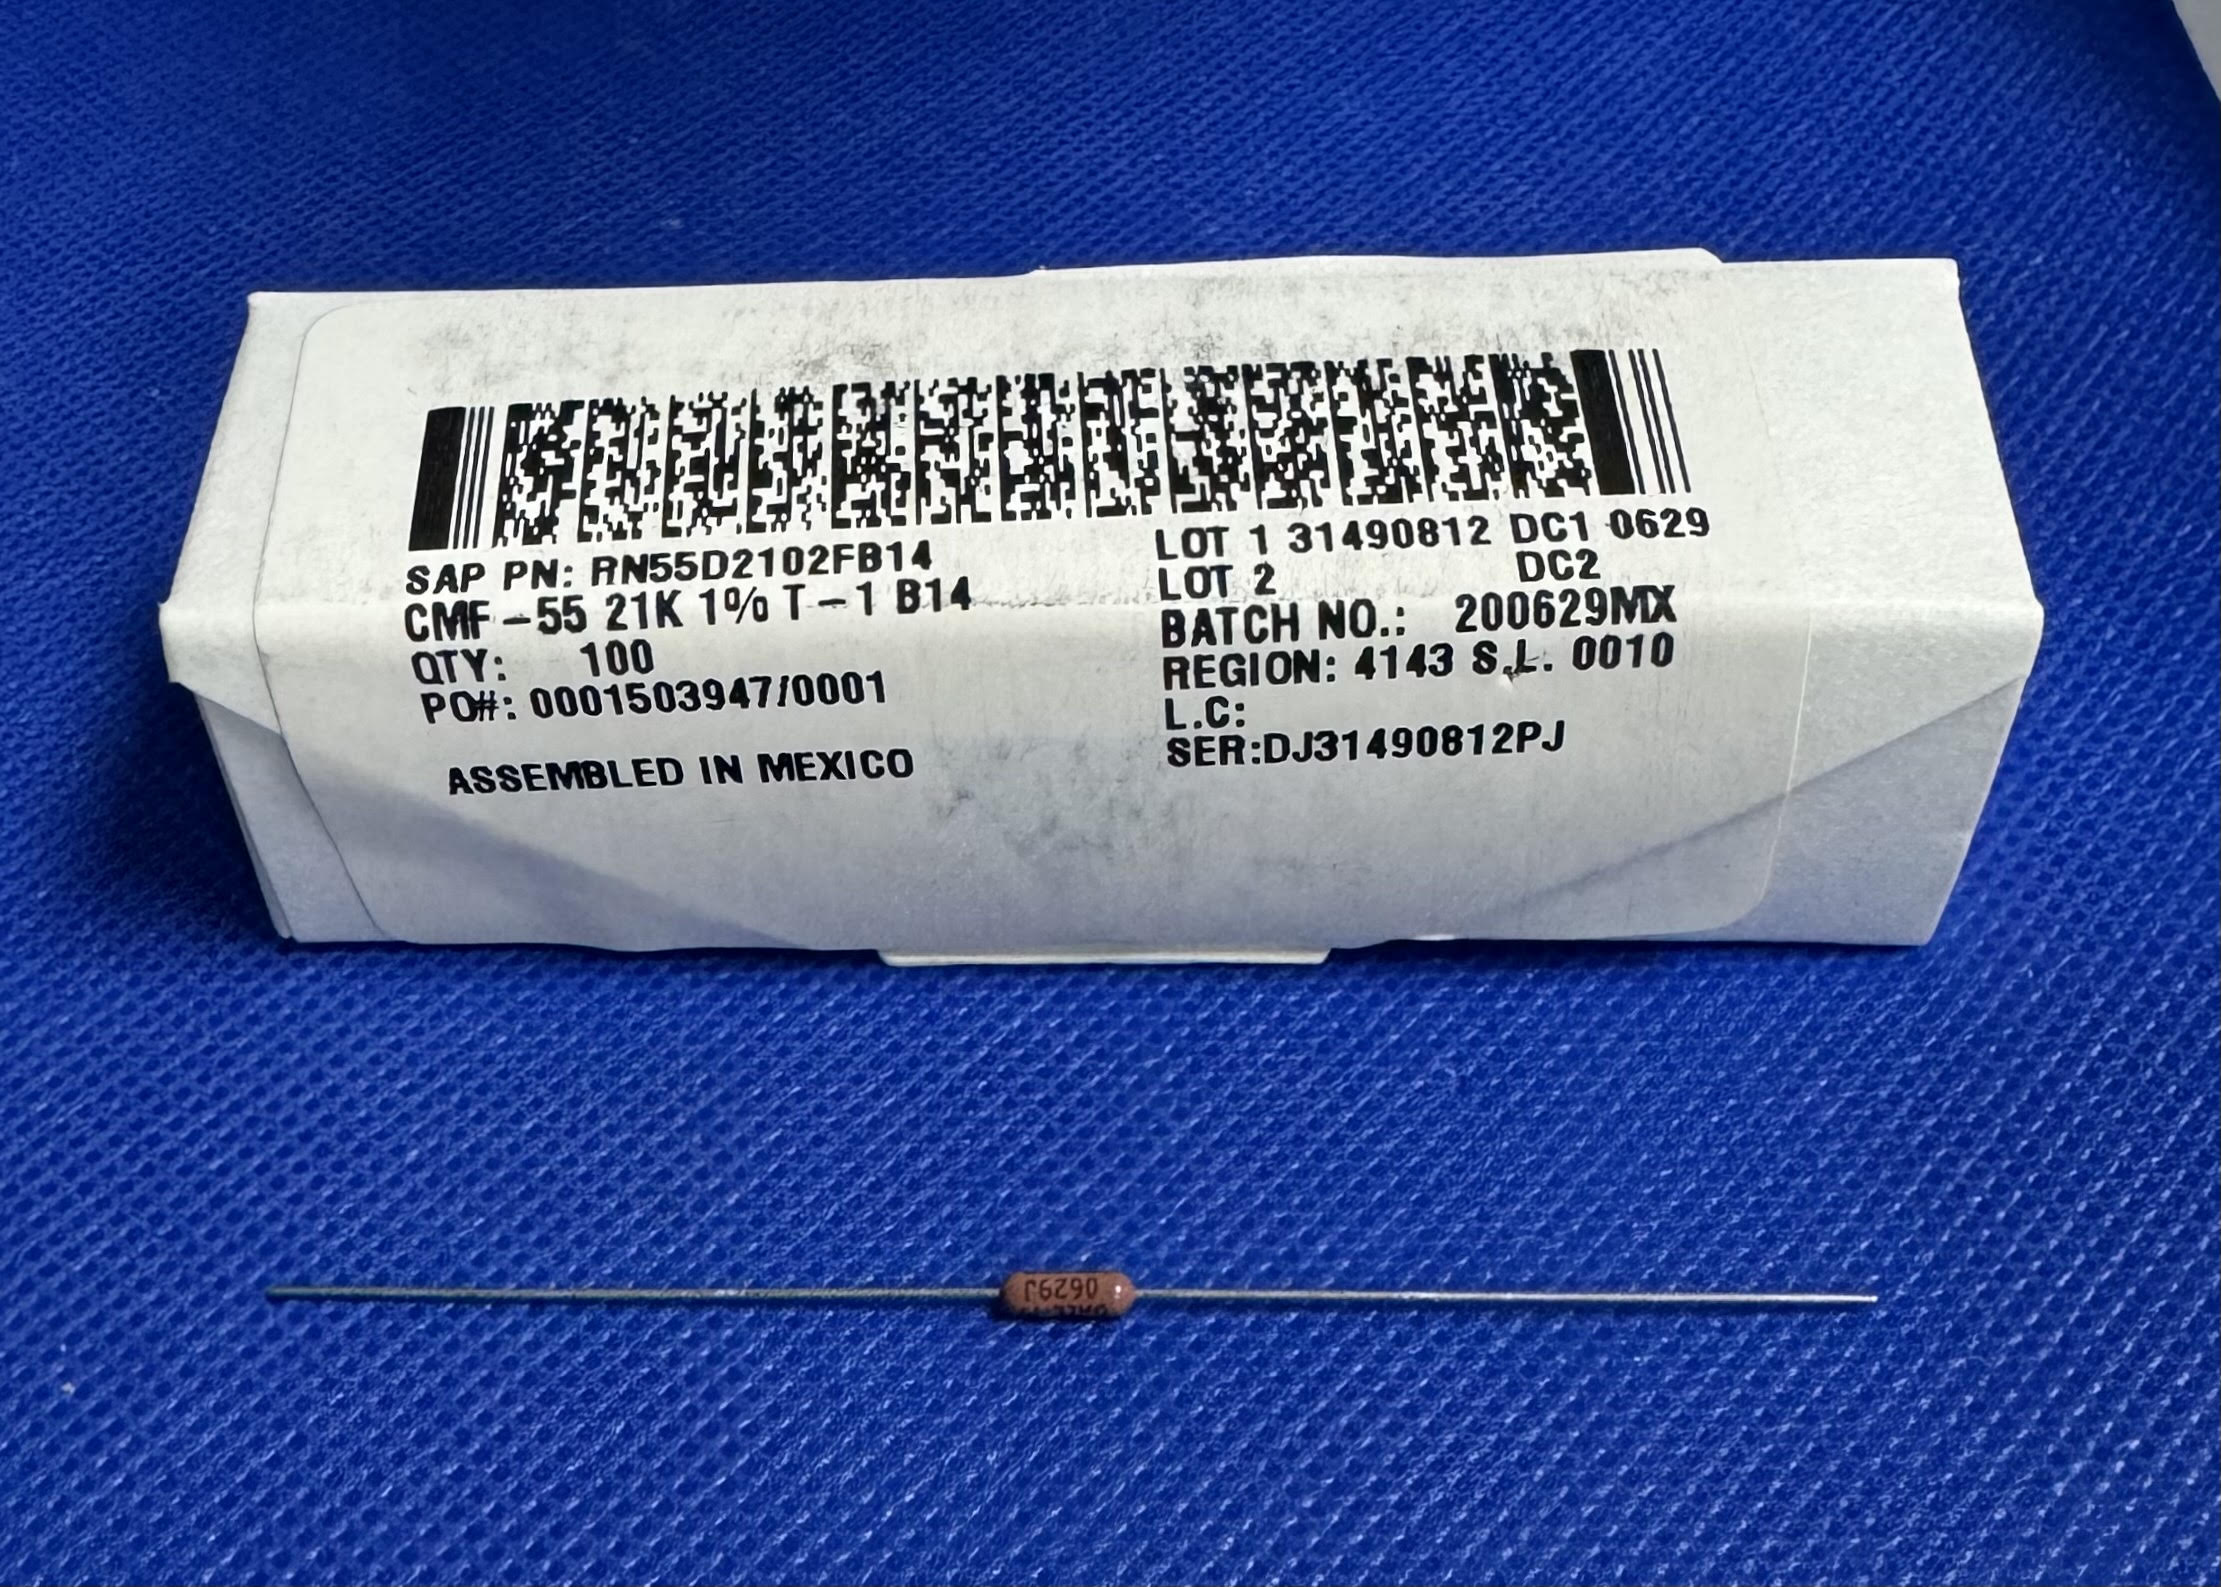 SAP PN: RN55D2102FB14
CMF-55 21K 1% T-1 B14
QTY: 100
PO#: 0001503947/0001
ASSEMBLED IN MEXICO
LOT 1 31490812 DC1 0629
LOT 2 DC2
BATCH NO.: 200629MX
REGION: 4143 S.L. 0010
L.C:
SER:DJ31490812PJ
0629J